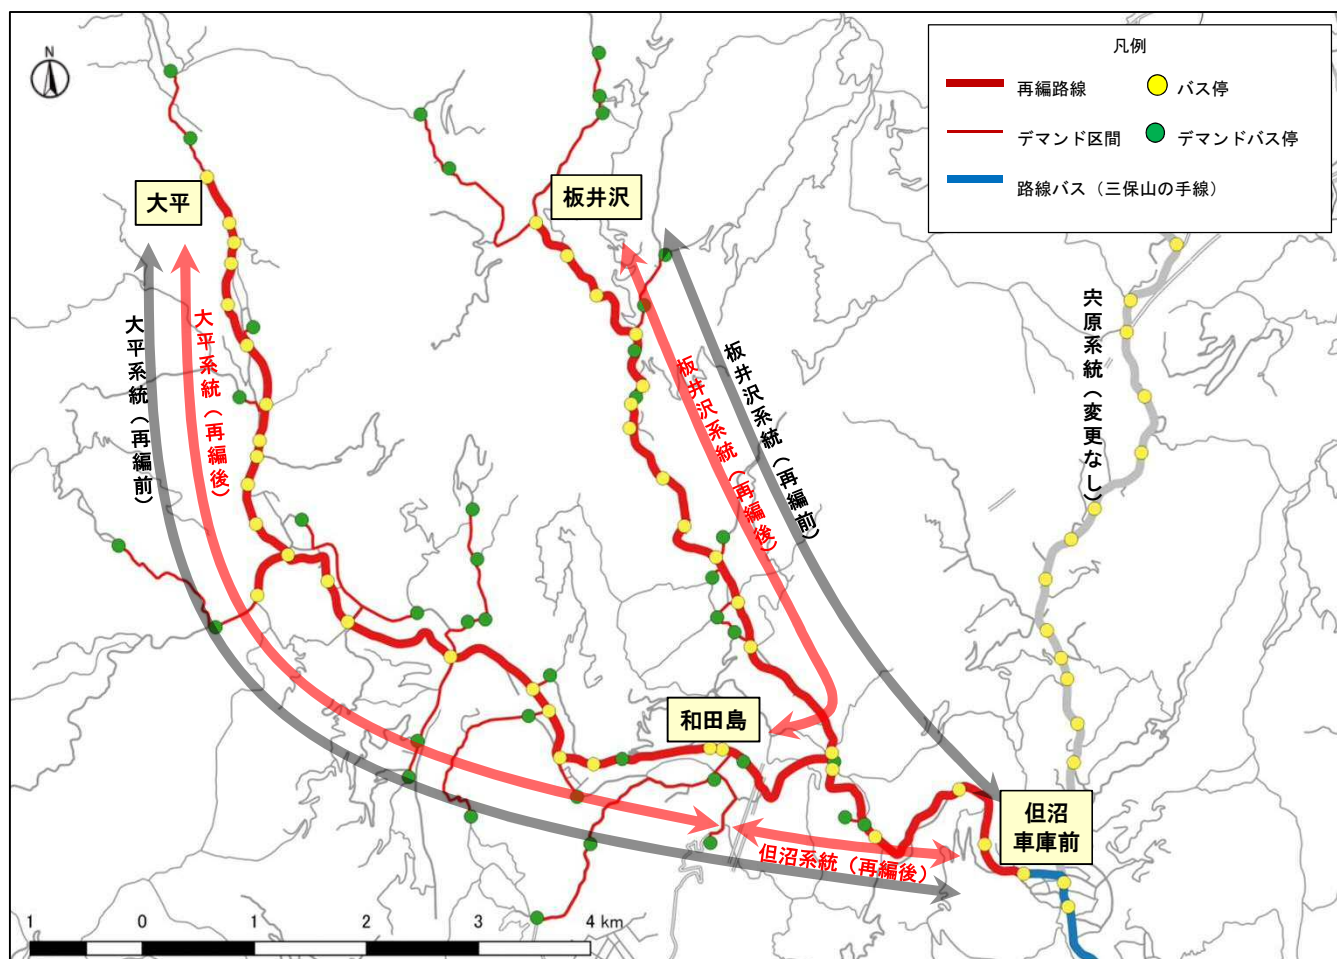 N
凡例
再編路線
バス停
デマンド区間
デマンドバス停
路線バス（三保山の手線）
大平
板井沢
大平系統（再編前）
大平系統（再編後）
板井沢系統（再編後）
板井沢系統（再編前）
宍原系統（変更なし）
和田島
但沼
車庫前
但沼系統（再編後）
1 0 1 2 3 4 km